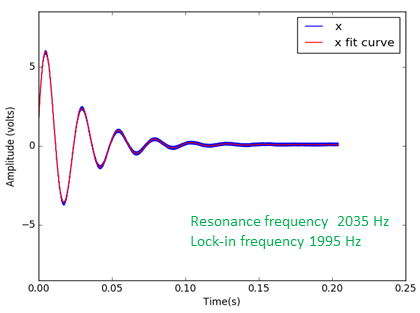 x
x fit curve
5
0
−5
Amplitude (volts)
Resonance frequency 2035 Hz
Lock-in frequency 1995 Hz
0.00 0.05 0.10 0.15 0.20 0.25
Time(s)